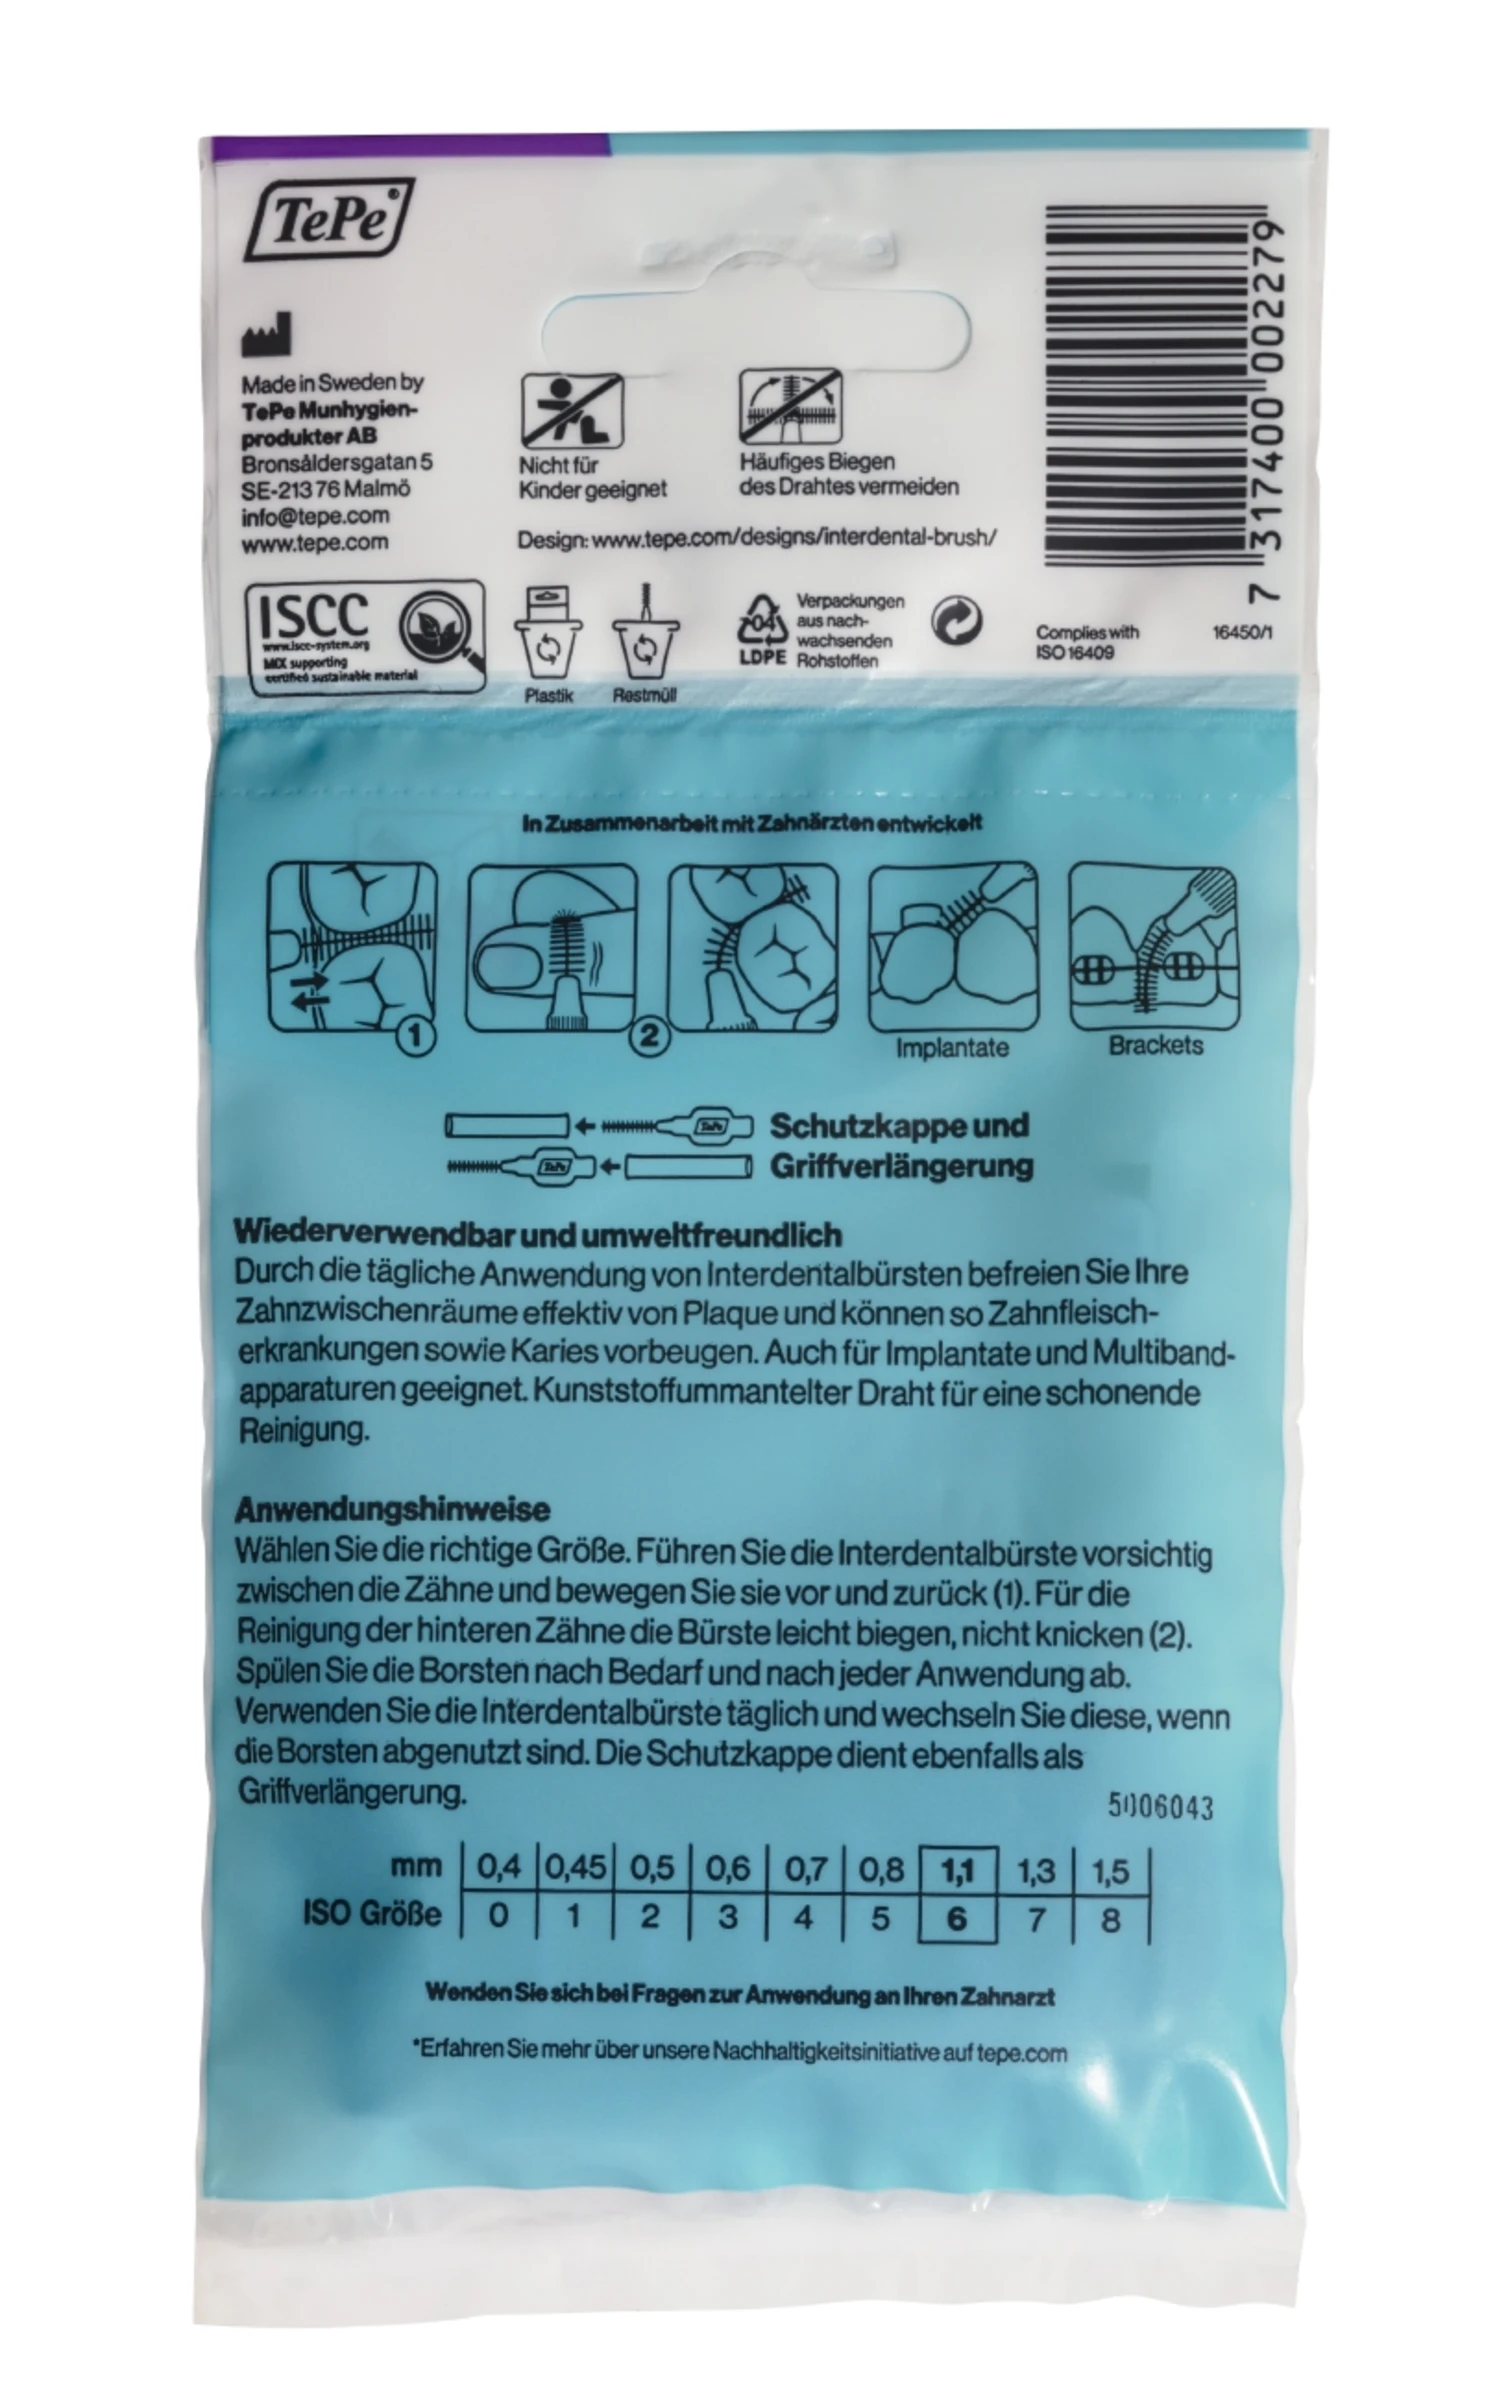 TePe®
Made in Sweden by
TePe Munhygien-
produkter AB
Bronsåldersgatan 5
SE-213 76 Malmö
info@tepe.com
www.tepe.com
Nicht für
Kinder geeignet
Häufiges Biegen
des Drahtes vermeiden
Design: www.tepe.com/designs/interdental-brush/
7 317400 002279
ISCC
www.iscc-system.org
MIX supporting
certified sustainable material
Plastik
Restmüll
04
LDPE
Verpackungen
aus nach-
wachsenden
Rohstoffen
Complies with
ISO 16409
16450/1
In Zusammenarbeit mit Zahnärzten entwickelt
1
2
Implantate
Brackets
TePe
TePe
Schutzkappe und
Griffverlängerung
Wiederverwendbar und umweltfreundlich
Durch die tägliche Anwendung von Interdentalbürsten befreien Sie Ihre
Zahnzwischenräume effektiv von Plaque und können so Zahnfleisch-
erkrankungen sowie Karies vorbeugen. Auch für Implantate und Multiband-
apparaturen geeignet. Kunststoffummantelter Draht für eine schonende
Reinigung.
Anwendungshinweise
Wählen Sie die richtige Größe. Führen Sie die Interdentalbürste vorsichtig
zwischen die Zähne und bewegen Sie sie vor und zurück (1). Für die
Reinigung der hinteren Zähne die Bürste leicht biegen, nicht knicken (2).
Spülen Sie die Borsten nach Bedarf und nach jeder Anwendung ab.
Verwenden Sie die Interdentalbürste täglich und wechseln Sie diese, wenn
die Borsten abgenutzt sind. Die Schutzkappe dient ebenfalls als
Griffverlängerung.
5006043
mm 0,4 0,45 0,5 0,6 0,7 0,8 1,1 1,3 1,5
ISO Größe 0 1 2 3 4 5 6 7 8
Wenden Sie sich bei Fragen zur Anwendung an Ihren Zahnarzt
*Erfahren Sie mehr über unsere Nachhaltigkeitsinitiative auf tepe.com